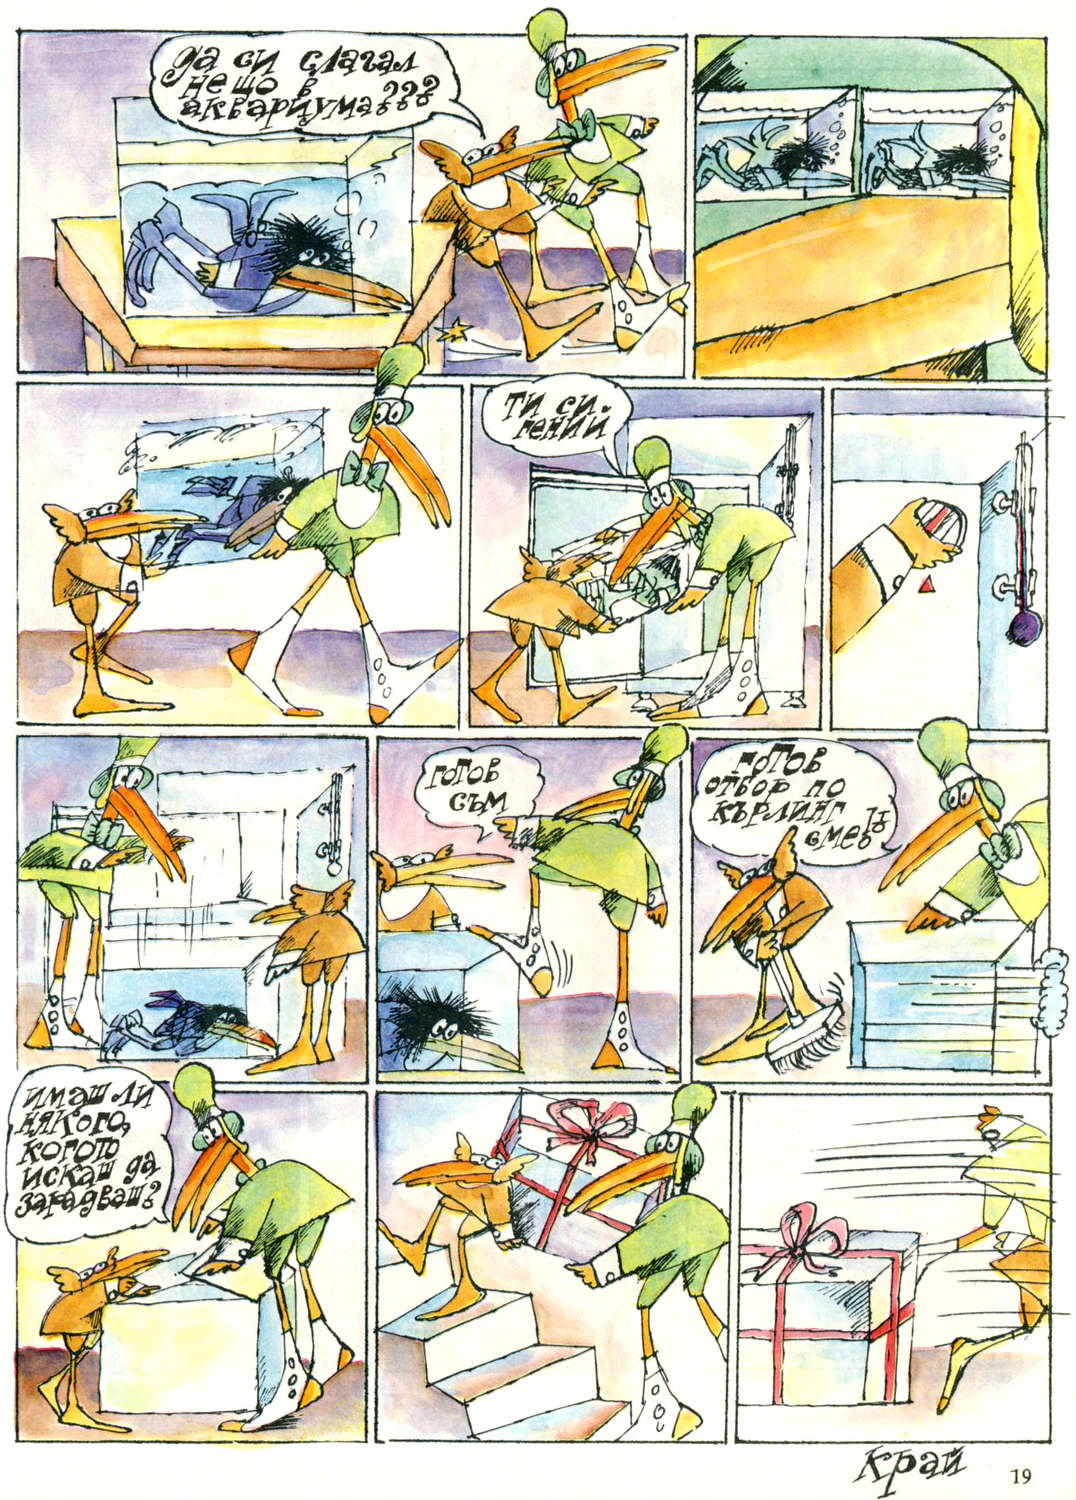 да си слагал
нещо в
аквариума???
ти си
гений
готов
съм
готов
отбор по
кърлинг
сме!?
имаш ли
някого,
когото
искаш да
зарадваш?
Край
19